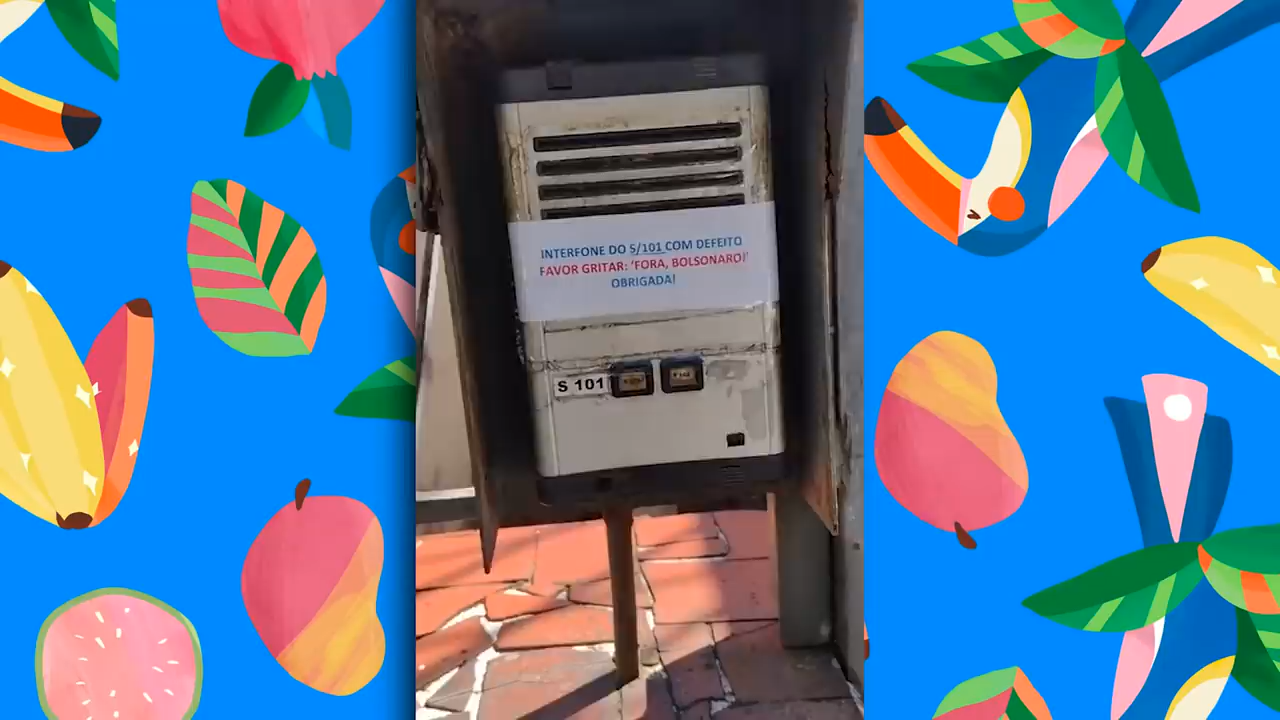 INTERFONE DO S/101 COM DEFEITO
FAVOR GRITAR: 'FORA, BOLSONARO!'
OBRIGADA!
S 101